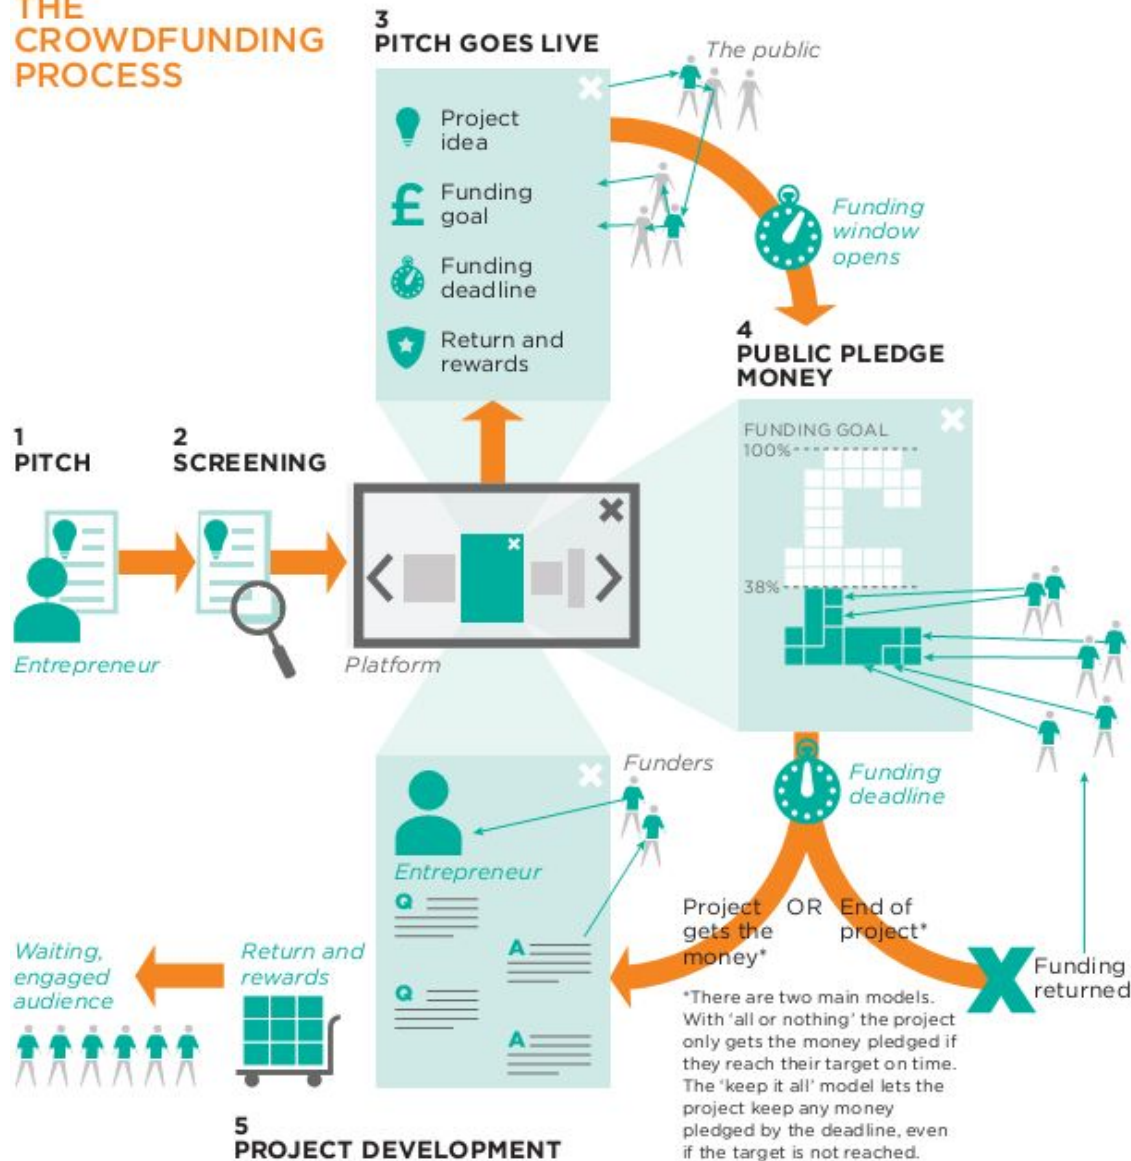 THE
CROWDFUNDING
PROCESS
3
PITCH GOES LIVE
The public
Project
idea
£
Funding
goal
Funding
deadline
Return and
rewards
Funding
window
opens
4
PUBLIC PLEDGE
MONEY
FUNDING GOAL
100%
38%
1
PITCH
2
SCREENING
Entrepreneur
Platform
Funders
Entrepreneur
Q
A
Q
A
Funding
deadline
Project
gets the
money*
OR
End of
project*
Funding
returned
*There are two main models.
With ‘all or nothing’ the project
only gets the money pledged if
they reach their target on time.
The ‘keep it all’ model lets the
project keep any money
pledged by the deadline, even
if the target is not reached.
Return and
rewards
Waiting,
engaged
audience
5
PROJECT DEVELOPMENT